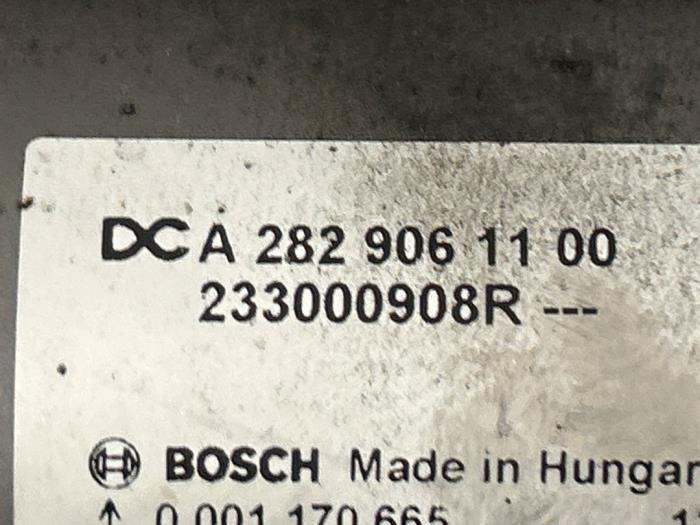 DC A 282 906 11 00
233000908R ---
BOSCH Made in Hungar
0 001 170 665